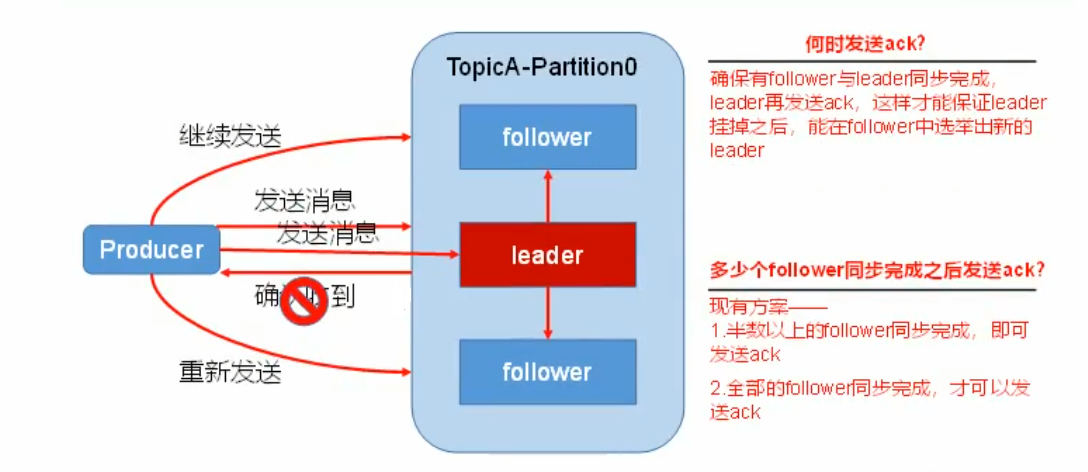 TopicA-Partition0
follower
继续发送
发送消息
发送消息
Producer
leader
确认收到
重新发送
follower
何时发送ack?
确保有follower与leader同步完成,
leader再发送ack, 这样才能保证leader
挂掉之后, 能在follower中选举出新的
leader
多少个follower同步完成之后发送ack?
现有方案——
1.半数以上的follower同步完成, 即可
发送ack
2.全部的follower同步完成, 才可以发
送ack